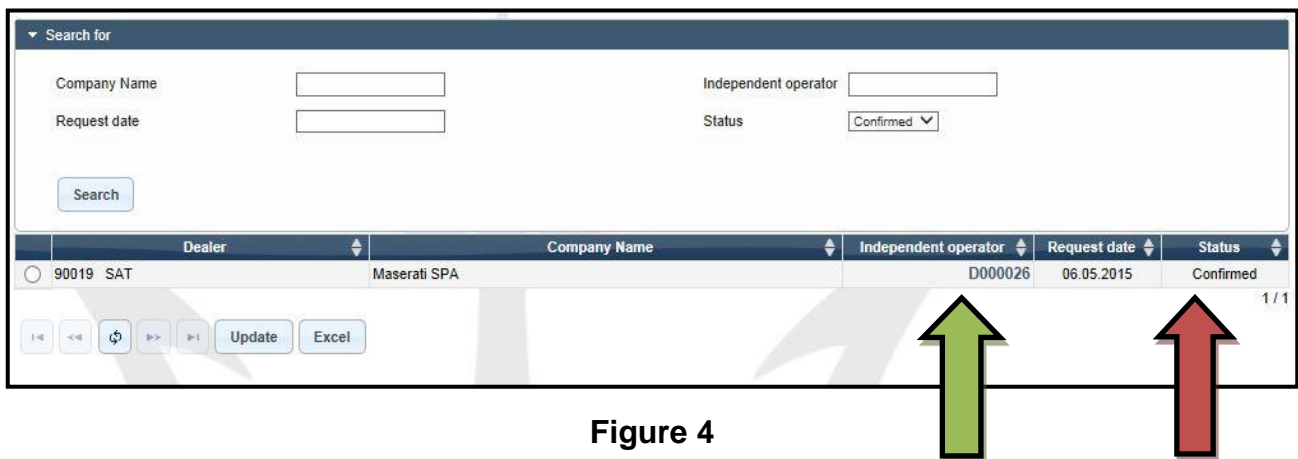 Search for
Company Name Independent operator
Request date Status Confirmed
Search
Dealer Company Name Independent operator Request date Status
90019 SAT Maserati SPA D000026 06.05.2015 Confirmed
1 / 1
Update Excel
Figure 4